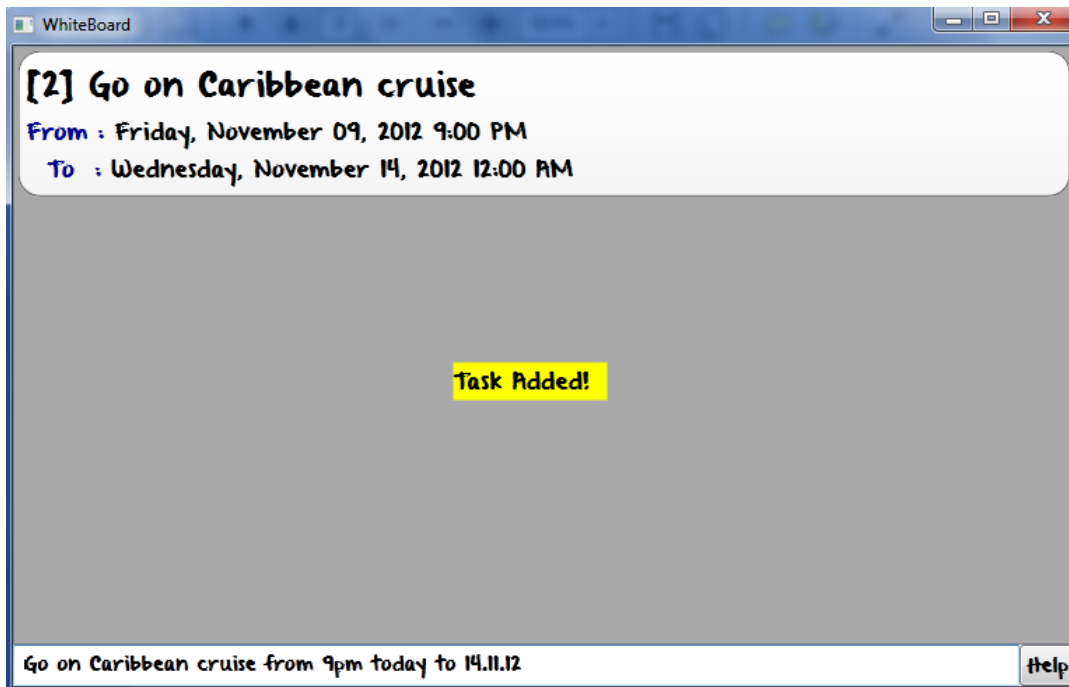 WhiteBoard
[2] Go on Caribbean cruise
From : Friday, November 09, 2012 9:00 PM
To : Wednesday, November 14, 2012 12:00 AM
Task Added!
Go on Caribbean cruise from 9pm today to 14.11.12
Help